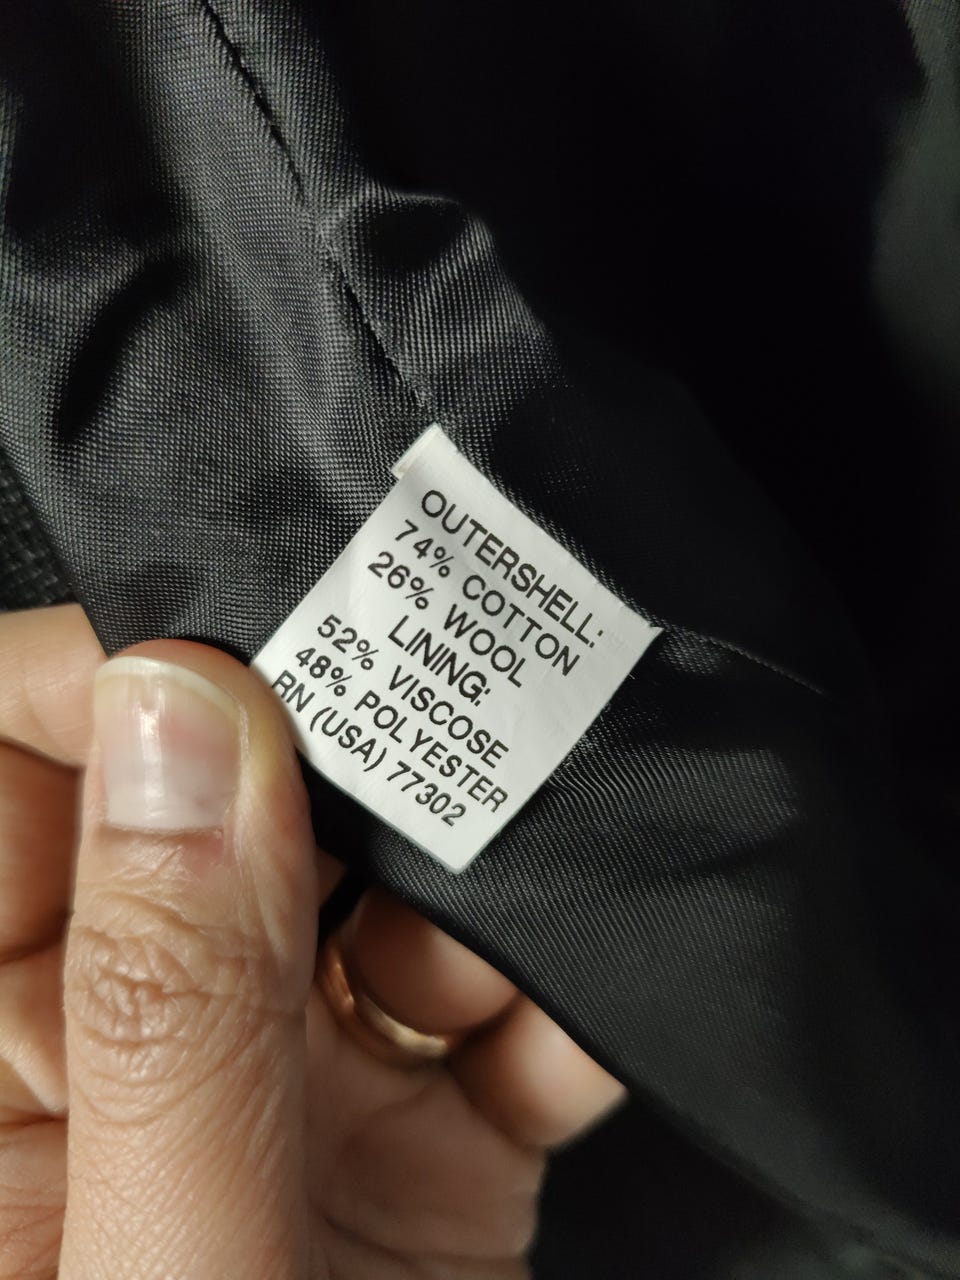 OUTERSHELL:
74% COTTON
26% WOOL
LINING:
52% VISCOSE
48% POLYESTER
RN (USA) 77302